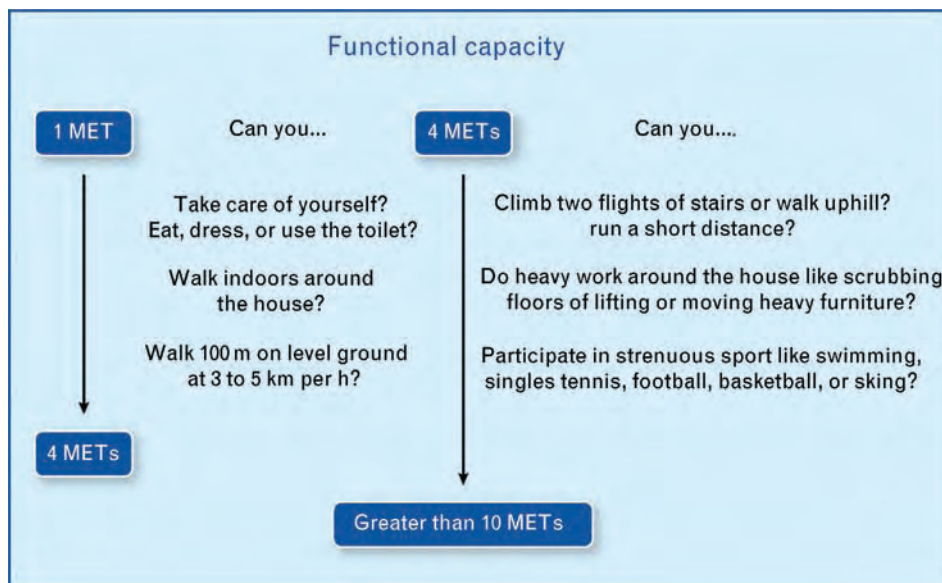 Functional capacity
1 MET
Can you...
Take care of yourself?
Eat, dress, or use the toilet?
Walk indoors around
the house?
Walk 100 m on level ground
at 3 to 5 km per h?
4 METs
4 METs
Can you....
Climb two flights of stairs or walk uphill?
run a short distance?
Do heavy work around the house like scrubbing
floors of lifting or moving heavy furniture?
Participate in strenuous sport like swimming,
singles tennis, football, basketball, or sking?
Greater than 10 METs